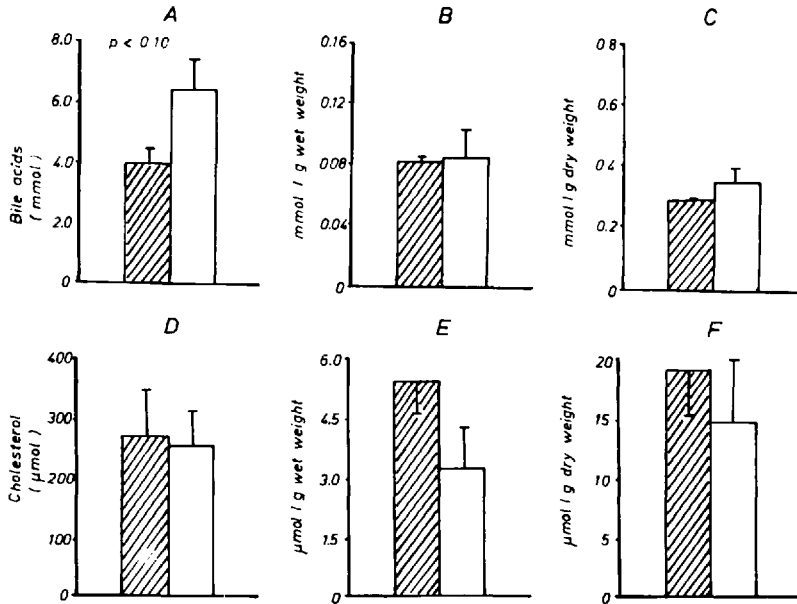 A
p < 0.10
8.0
6.0
4.0
2.0
0
Bile acids
( mmol )
B
0.16
0.12
0.08
0.04
0
mmol / g wet weight
C
0.8
0.6
0.4
0.2
0
mmol / g dry weight
D
400
300
200
100
0
Cholesterol
( µmol )
E
6.0
4.5
3.0
1.5
0
µmol / g wet weight
F
20
15
10
5
0
µmol / g dry weight